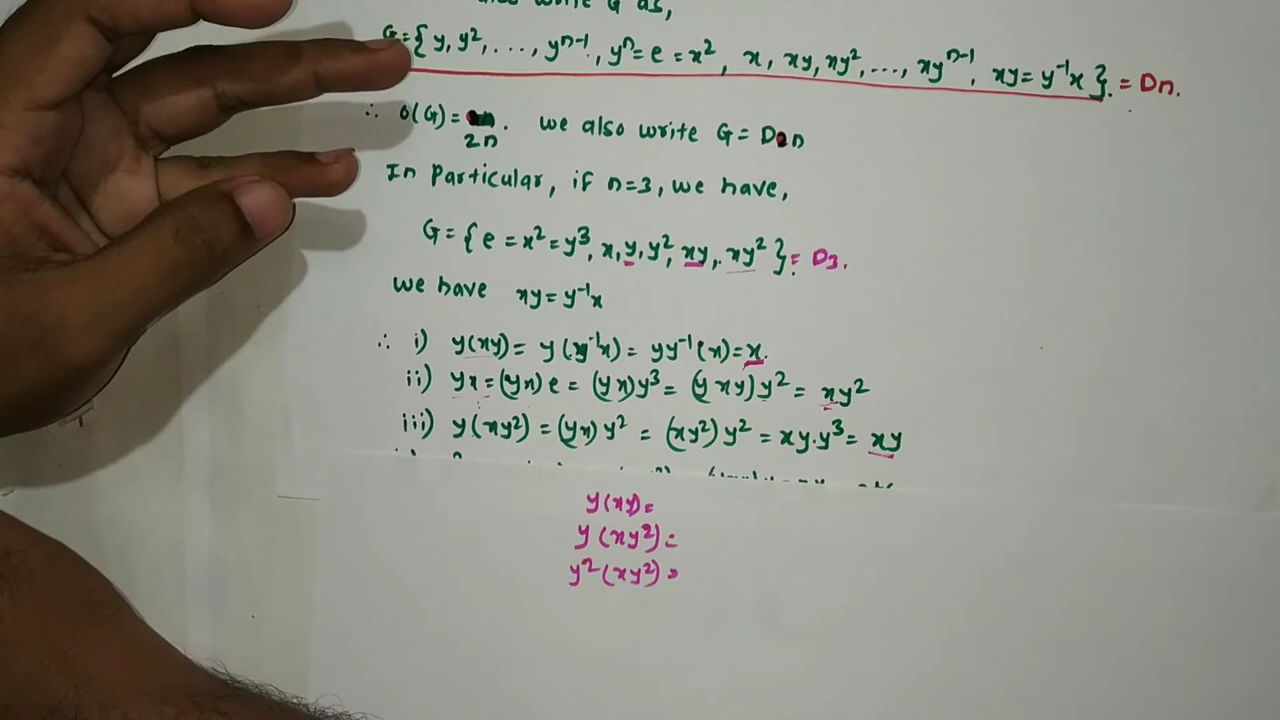 also write G as,
G={y, y², ..., yⁿ⁻¹, yⁿ=e=x², x, xy, xy², ..., xyⁿ⁻¹, xy=y⁻¹x}. = Dn.
∴ o(G)= 2n. we also write G= Dn
In particular, if n=3, we have,
G={e=x²=y³, x, y, y², xy, xy²}. = D3.
we have xy=y⁻¹x
∴ i) y(xy)= y(y⁻¹x)= yy⁻¹(x)=x.
ii) yx=(yx)e=(yx)y³=(yxy)y²= xy²
iii) y(xy²)=(yx)y²=(xy²)y²=xy.y³=xy
y(xy)=
y(xy²)=
y²(xy²)=